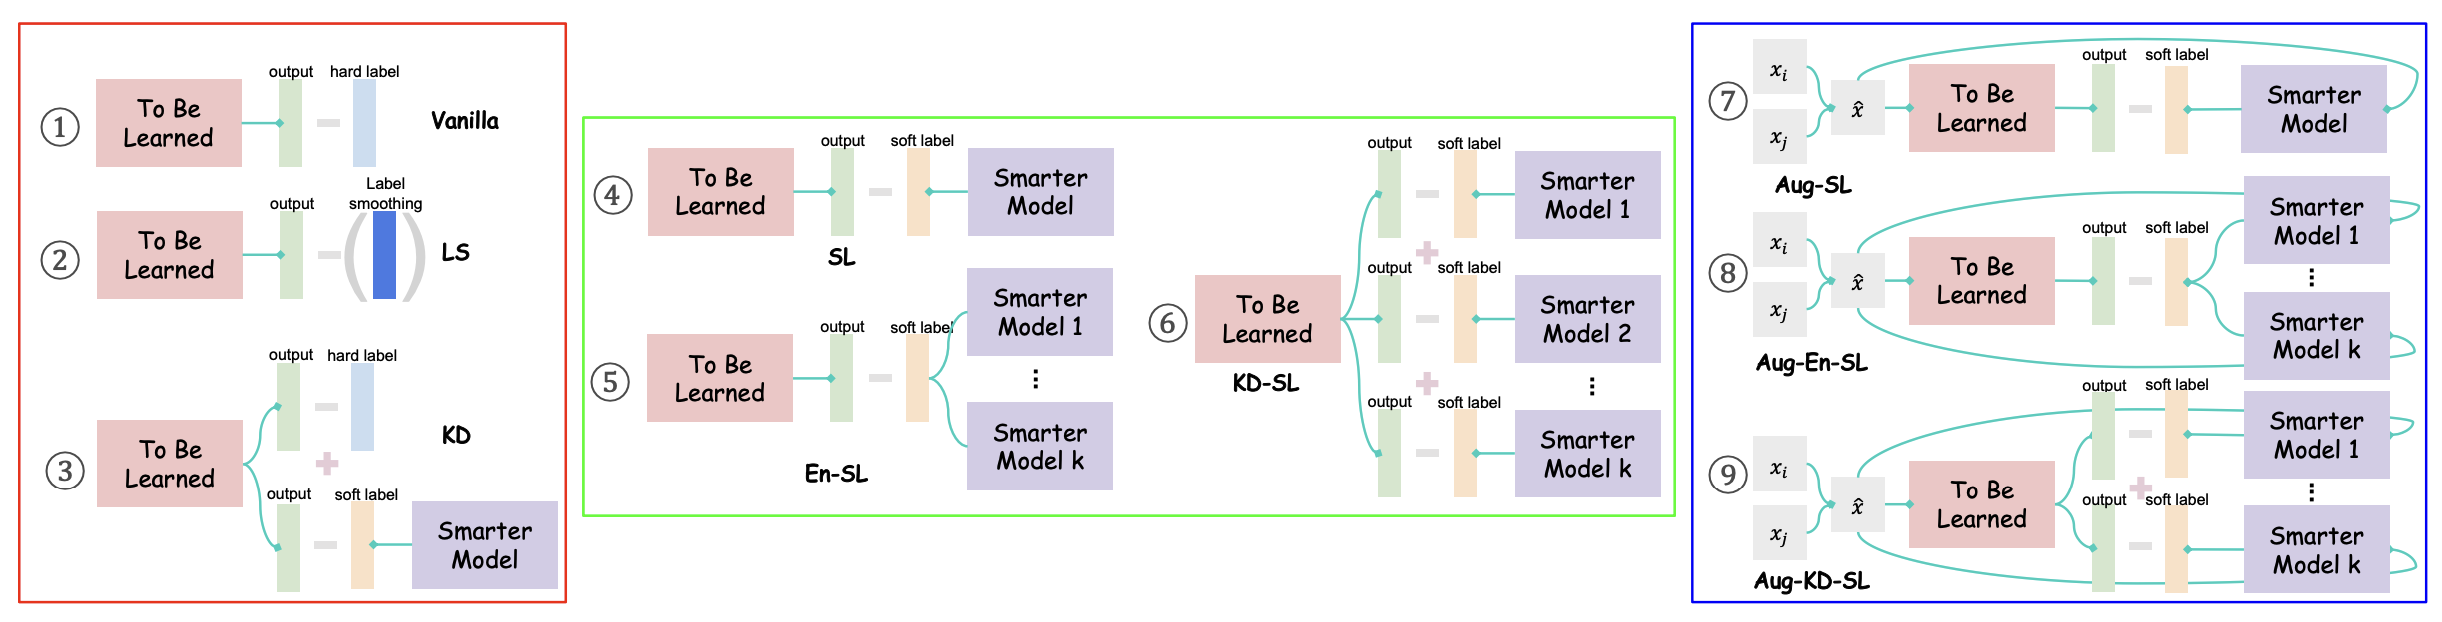 ①
To Be
Learned
output
hard label
Vanilla
②
To Be
Learned
output
Label
smoothing
LS
③
To Be
Learned
output
hard label
KD
output
soft label
Smarter
Model
④
To Be
Learned
output
soft label
Smarter
Model
SL
⑤
To Be
Learned
output
soft label
Smarter
Model 1
⋮
Smarter
Model k
En-SL
⑥
To Be
Learned
KD-SL
output
soft label
Smarter
Model 1
output
soft label
Smarter
Model 2
⋮
output
soft label
Smarter
Model k
⑦
x_i
x_j
x̂
To Be
Learned
output
soft label
Smarter
Model
Aug-SL
⑧
x_i
x_j
x̂
To Be
Learned
output
soft label
Smarter
Model 1
⋮
Smarter
Model k
Aug-En-SL
⑨
x_i
x_j
x̂
To Be
Learned
output
soft label
Smarter
Model 1
⋮
output
soft label
Smarter
Model k
Aug-KD-SL